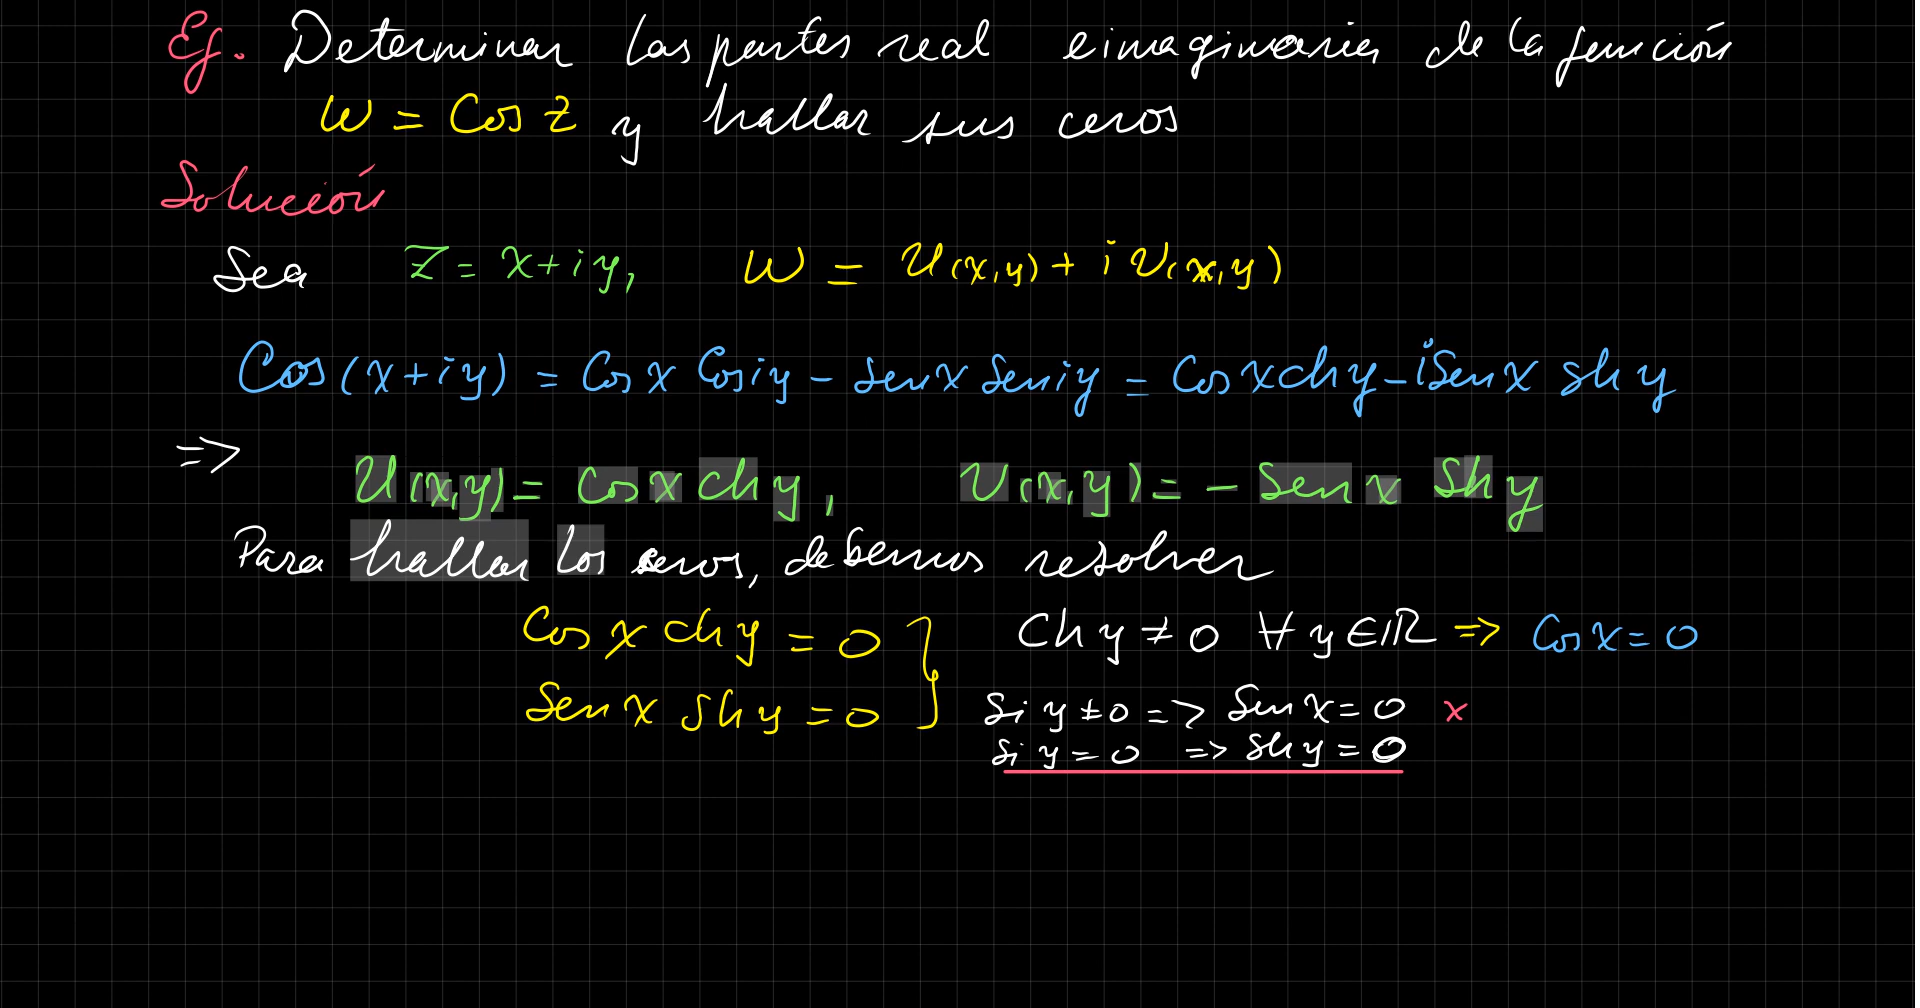 Ej. Determinar las partes real e imaginaria de la función
W = Cos z y hallar sus ceros
Solución
Sea Z = x + iy, W = U(x,y) + i V(x,y)
Cos(x+iy) = Cos x Cos iy - sen x Sen iy = Cos x ch y - i Sen x sh y
=> U(x,y) = Cos x ch y, V(x,y) = - Sen x Sh y
Para hallar los ceros, debemos resolver
Cos x ch y = 0 } Ch y ≠ 0 ∀ y ∈ ℝ => Cos x = 0
Sen x sh y = 0 Si y ≠ 0 => Sen x = 0 x
Si y = 0 => Sh y = 0